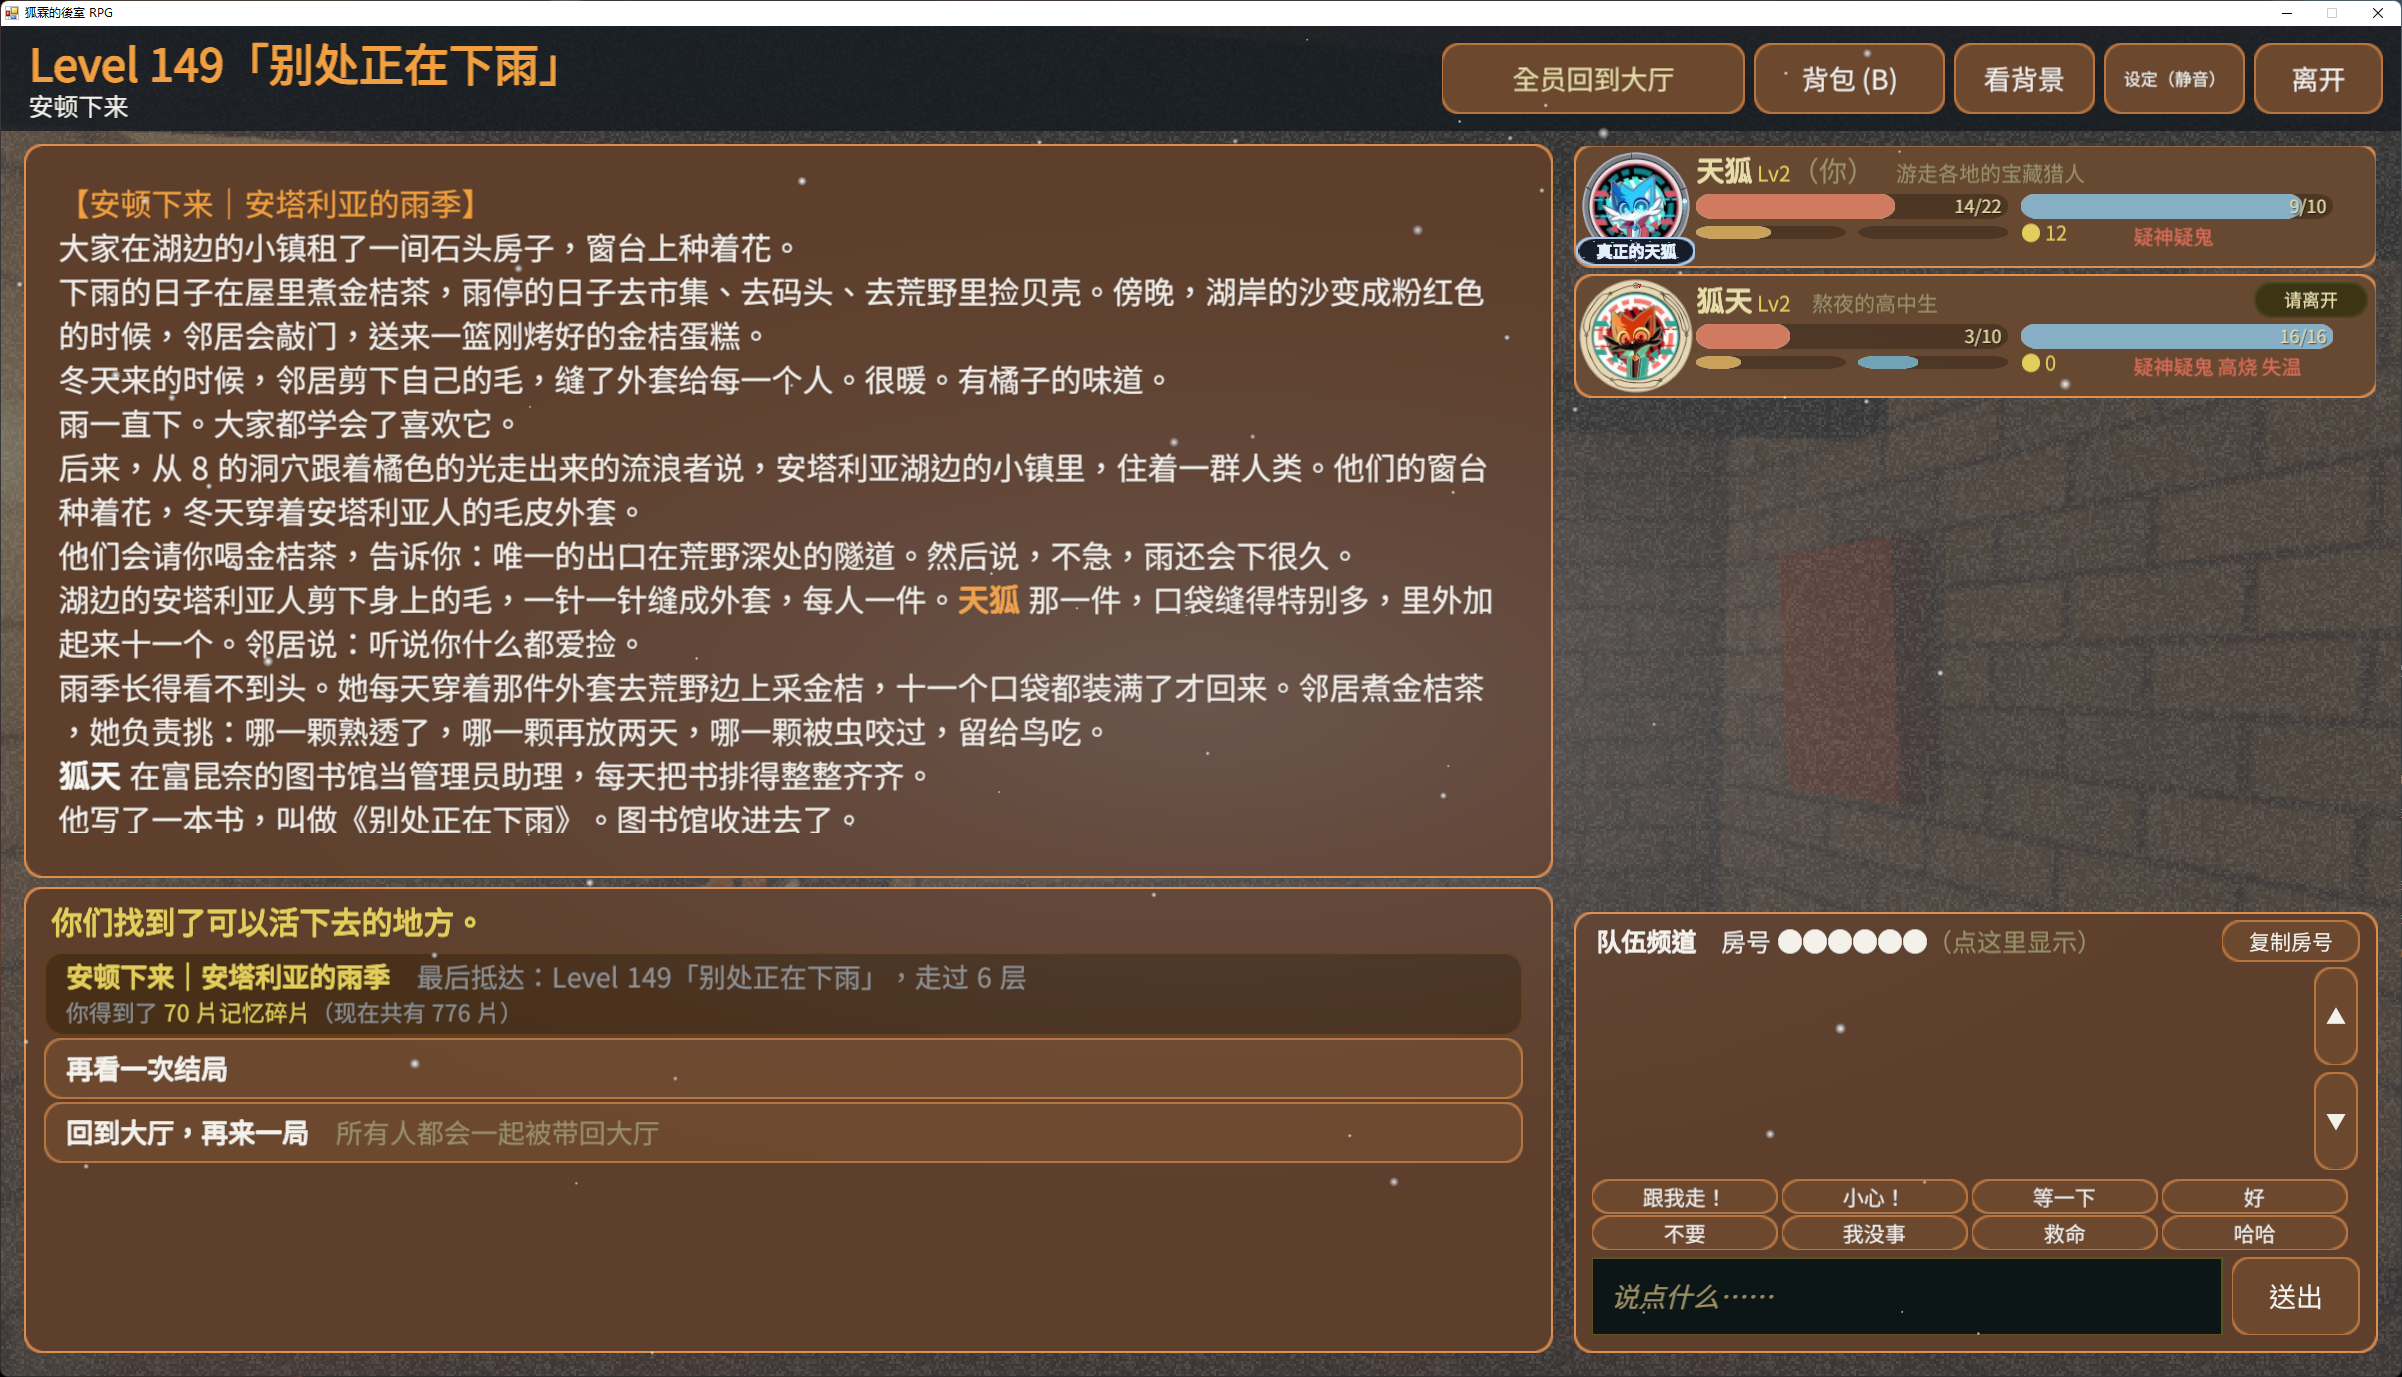 狐霖的後室 RPG
Level 149「别处正在下雨」
安顿下来
全员回到大厅
背包 (B)
看背景
设定（静音）
离开
【安顿下来｜安塔利亚的雨季】
大家在湖边的小镇租了一间石头房子，窗台上种着花。
下雨的日子在屋里煮金桔茶，雨停的日子去市集、去码头、去荒野里捡贝壳。傍晚，湖岸的沙变成粉红色
的时候，邻居会敲门，送来一篮刚烤好的金桔蛋糕。
冬天来的时候，邻居剪下自己的毛，缝了外套给每一个人。很暖。有橘子的味道。
雨一直下。大家都学会了喜欢它。
后来，从 8 的洞穴跟着橘色的光走出来的流浪者说，安塔利亚湖边的小镇里，住着一群人类。他们的窗台
种着花，冬天穿着安塔利亚人的毛皮外套。
他们会请你喝金桔茶，告诉你：唯一的出口在荒野深处的隧道。然后说，不急，雨还会下很久。
湖边的安塔利亚人剪下身上的毛，一针一针缝成外套，每人一件。天狐 那一件，口袋缝得特别多，里外加
起来十一个。邻居说：听说你什么都爱捡。
雨季长得看不到头。她每天穿着那件外套去荒野边上采金桔，十一个口袋都装满了才回来。邻居煮金桔茶
，她负责挑：哪一颗熟透了，哪一颗再放两天，哪一颗被虫咬过，留给鸟吃。
狐天 在富昆奈的图书馆当管理员助理，每天把书排得整整齐齐。
他写了一本书，叫做《别处正在下雨》。图书馆收进去了。
你们找到了可以活下去的地方。
安顿下来｜安塔利亚的雨季 最后抵达：Level 149「别处正在下雨」，走过 6 层
你得到了 70 片记忆碎片（现在共有 776 片）
再看一次结局
回到大厅，再来一局 所有人都会一起被带回大厅
天狐 Lv2（你） 游走各地的宝藏猎人
14/22 9/10
12 疑神疑鬼
真正的天狐
狐天 Lv2 熬夜的高中生 请离开
3/10 16/16
0 疑神疑鬼 高烧 失温
队伍频道 房号 ●●●●●●（点这里显示） 复制房号
▲
▼
跟我走！ 小心！ 等一下 好
不要 我没事 救命 哈哈
说点什么……
送出